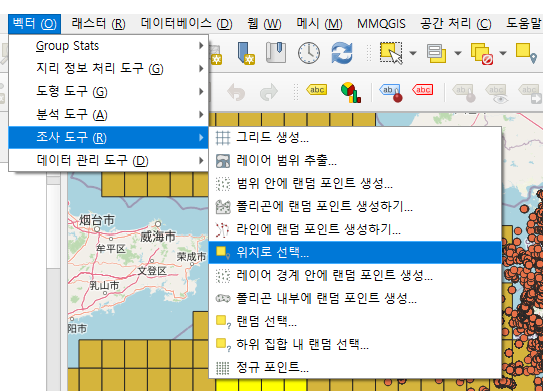 벡터 (O) 래스터 (R) 데이터베이스 (D) 웹 (W) 메시 (M) MMQGIS 공간 처리 (C) 도움말
Group Stats
지리 정보 처리 도구 (G)
도형 도구 (G)
분석 도구 (A)
조사 도구 (R)
데이터 관리 도구 (D)
abc abc abc abc
그리드 생성...
레이어 범위 추출...
범위 안에 랜덤 포인트 생성...
폴리곤에 랜덤 포인트 생성하기...
라인에 랜덤 포인트 생성하기...
위치로 선택...
레이어 경계 안에 랜덤 포인트 생성...
폴리곤 내부에 랜덤 포인트 생성...
랜덤 선택...
하위 집합 내 랜덤 선택...
정규 포인트...
烟台市
威海市
牟平区
荣成市
文登区
乳山市
阳市